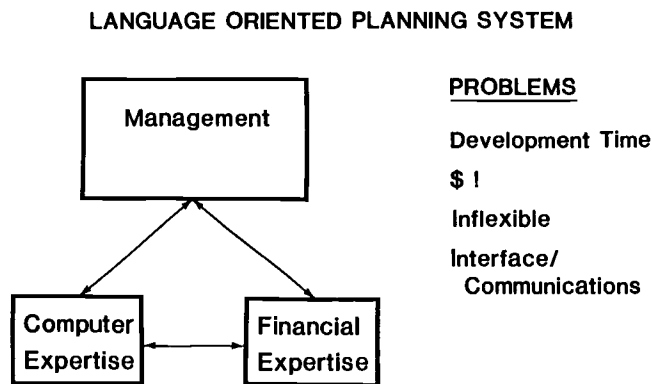 LANGUAGE ORIENTED PLANNING SYSTEM
Management
Computer
Expertise
Financial
Expertise
PROBLEMS
Development Time
$ !
Inflexible
Interface/
Communications